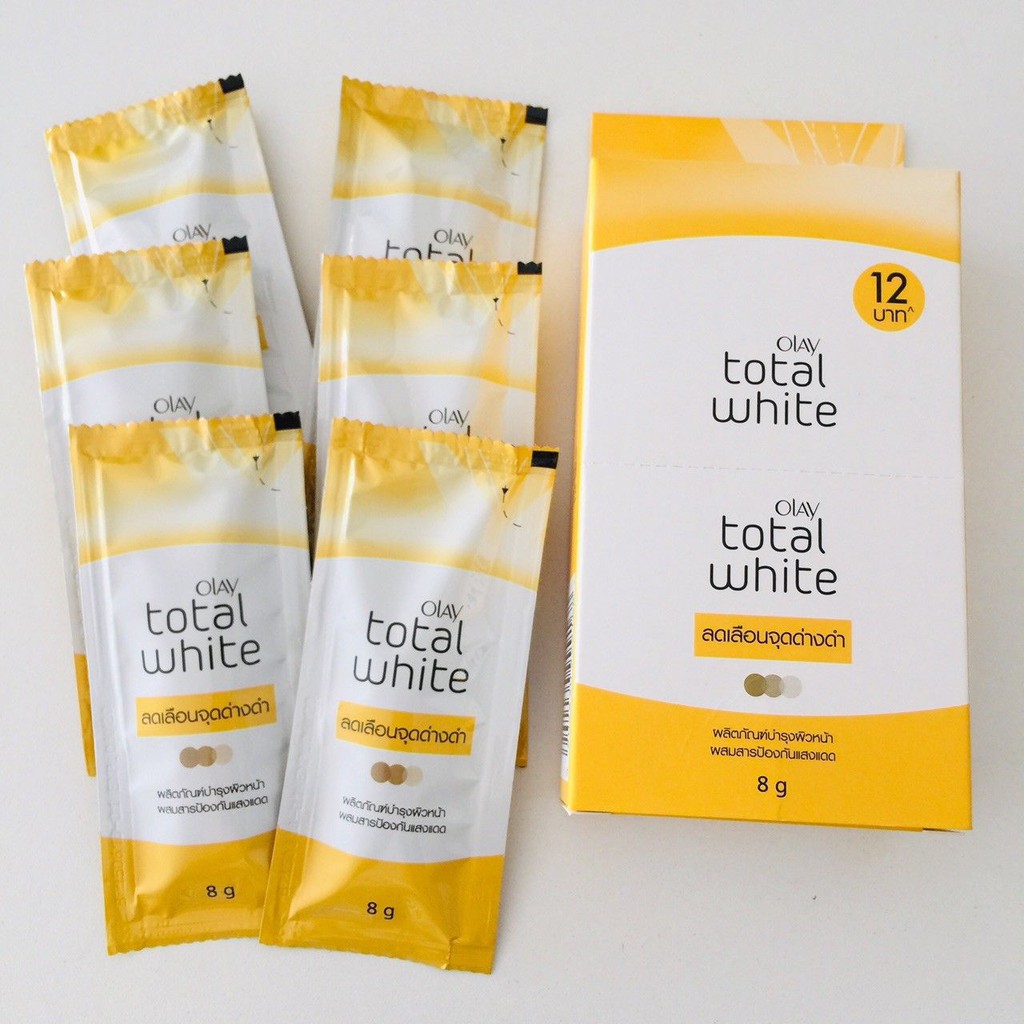 OLAY
OLAY
total
OLAY
OLAY
OLAY
total
white
ลดเลือนจุดด่างดำ
ผลิตภัณฑ์บำรุงผิวหน้า
ผสมสารป้องกันแสงแดด
8 g
OLAY
total
white
ลดเลือนจุดด่างดำ
ผลิตภัณฑ์บำรุงผิวหน้า
ผสมสารป้องกันแสงแดด
8 g
12
บาท^
OLAY
total
white
OLAY
total
white
ลดเลือนจุดด่างดำ
ผลิตภัณฑ์บำรุงผิวหน้า
ผสมสารป้องกันแสงแดด
8 g